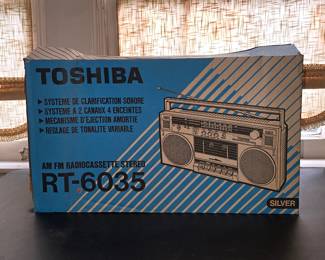 TOSHIBA
▸ SYSTEME DE CLARIFICATION SONORE
▸ SYSTEME A 2 CANAUX 4 ENCEINTES
▸ MECANISME D'EJECTION AMORTIE
▸ REGLAGE DE TONALITE VARIABLE
AM FM RADIOCASSETTE STEREO
RT-6035
SILVER